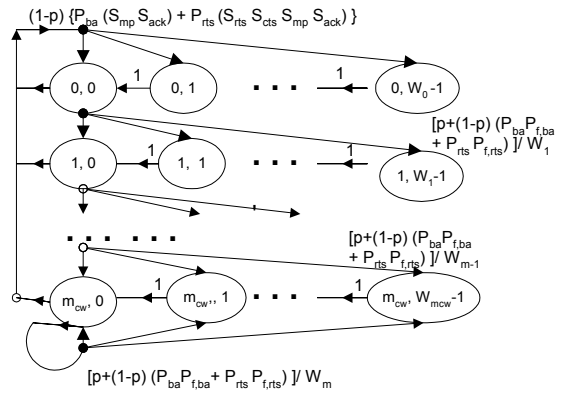 (1-p) {P_ba (S_mp S_ack) + P_rts (S_rts S_cts S_mp S_ack) }
0, 0
1
0, 1
. . .
1
0, W_0 -1
[p+(1-p) (P_ba P_f,ba
+ P_rts P_f,rts) ]/ W_1
1, 0
1
1, 1
. . .
1
1, W_1-1
. . . . . .
[p+(1-p) (P_ba P_f,ba
+ P_rts P_f,rts) ]/ W_m-1
m_cw, 0
1
m_cw,, 1
. . .
1
m_cw, W_mcw-1
[p+(1-p) (P_ba P_f,ba + P_rts P_f,rts) ]/ W_m